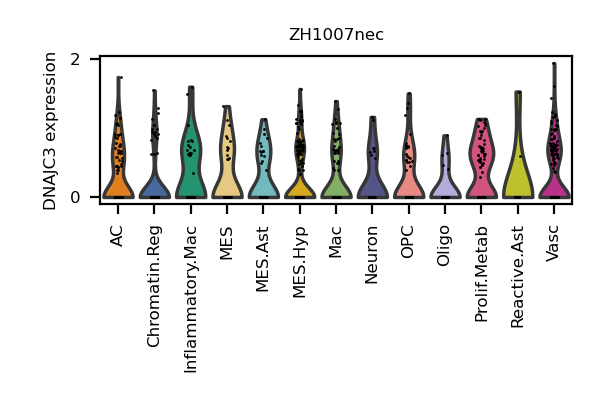 ZH1007nec
DNAJC3 expression
2
0
AC
Chromatin.Reg
Inflammatory.Mac
MES
MES.Ast
MES.Hyp
Mac
Neuron
OPC
Oligo
Prolif.Metab
Reactive.Ast
Vasc